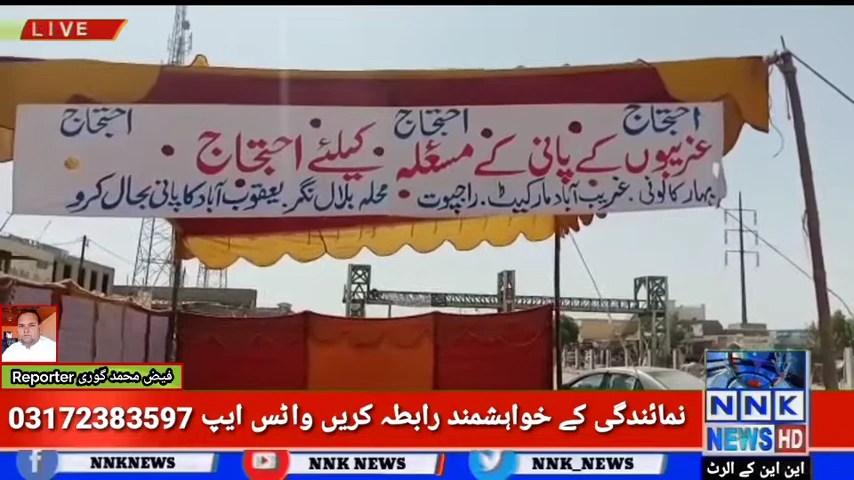 LIVE
احتجاج احتجاج احتجاج
غریبوں کے پانی کے مسئلہ کیلئے احتجاج
بہار کالونی. غریب آباد مارکیٹ. راجپوت محلہ بلال نگر. یعقوب آباد کا پانی بحال کرو
Reporter فیض محمد گوری
نمائندگی کے خواہشمند رابطہ کریں واٹس ایپ 03172383597
NNK
NEWS HD
این این کے الرٹ
NNKNEWS
NNK NEWS
NNK_NEWS